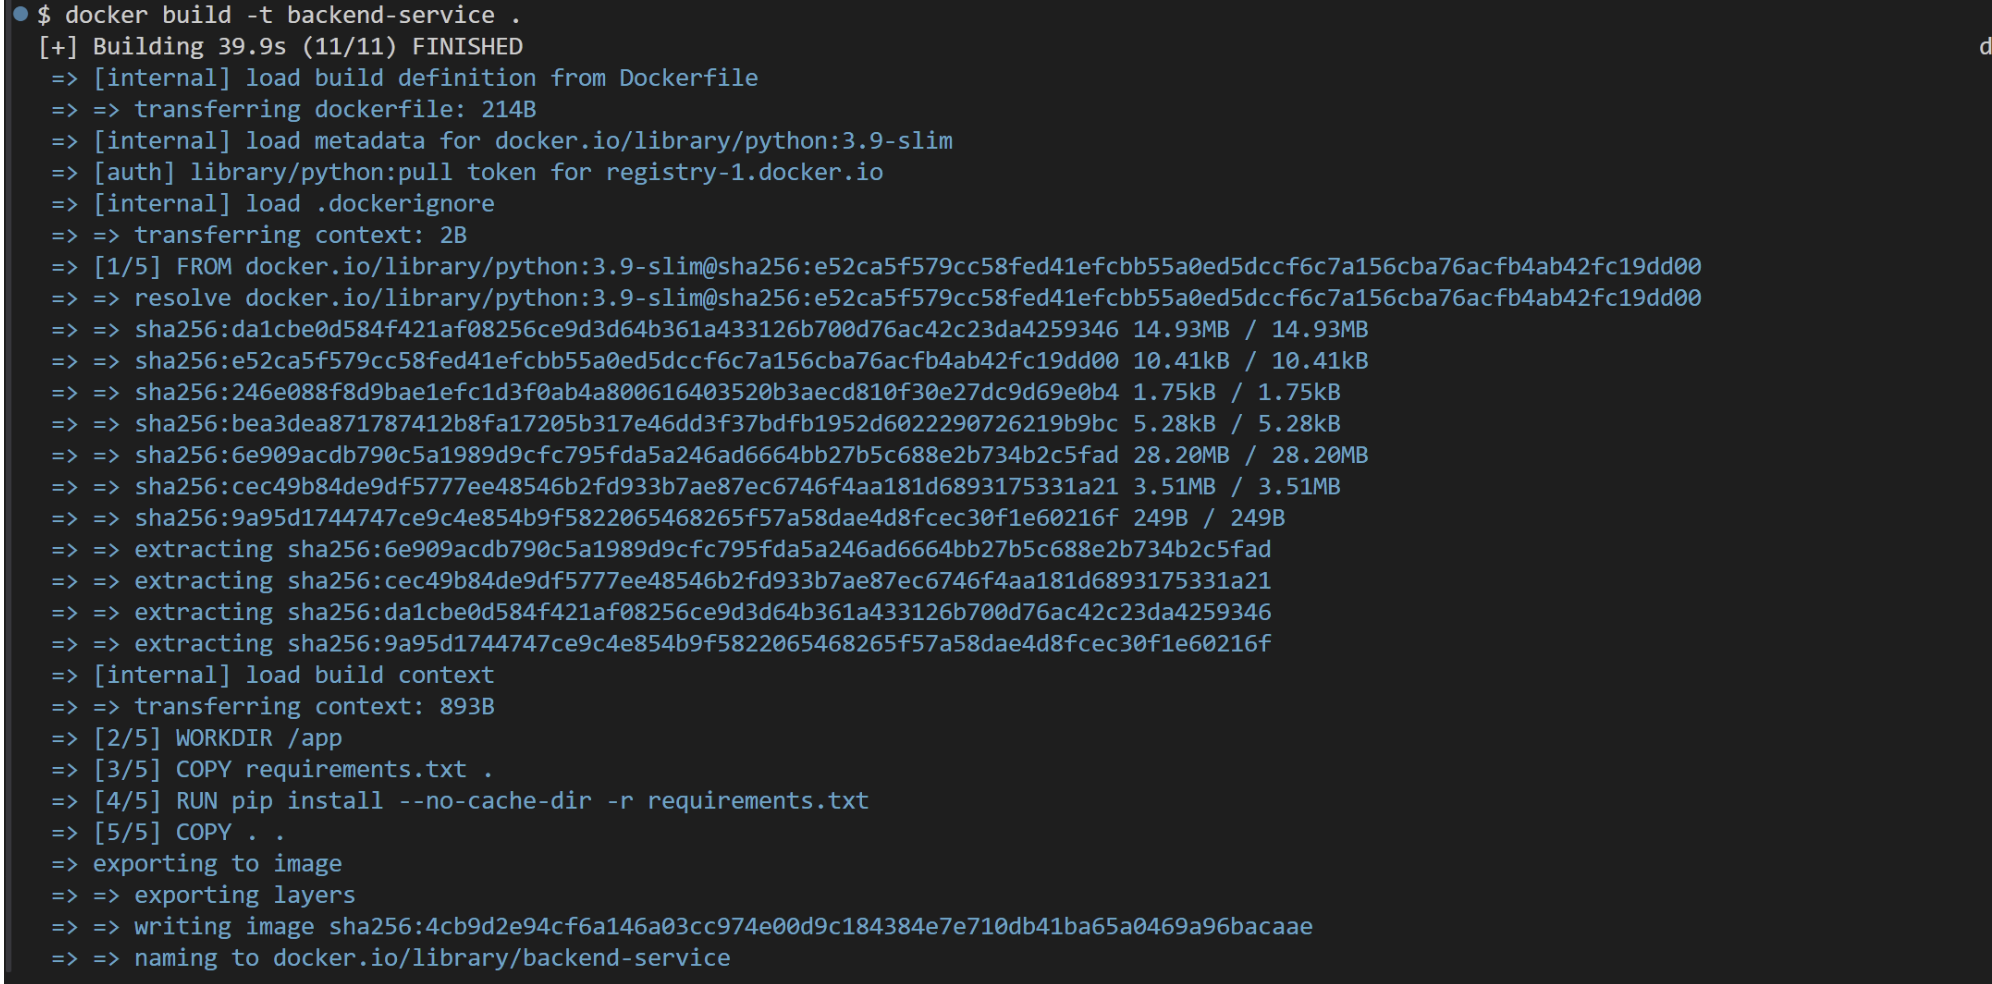 $ docker build -t backend-service .
[+] Building 39.9s (11/11) FINISHED d
=> [internal] load build definition from Dockerfile
=> => transferring dockerfile: 214B
=> [internal] load metadata for docker.io/library/python:3.9-slim
=> [auth] library/python:pull token for registry-1.docker.io
=> [internal] load .dockerignore
=> => transferring context: 2B
=> [1/5] FROM docker.io/library/python:3.9-slim@sha256:e52ca5f579cc58fed41efcbb55a0ed5dccf6c7a156cba76acfb4ab42fc19dd00
=> => resolve docker.io/library/python:3.9-slim@sha256:e52ca5f579cc58fed41efcbb55a0ed5dccf6c7a156cba76acfb4ab42fc19dd00
=> => sha256:da1cbe0d584f421af08256ce9d3d64b361a433126b700d76ac42c23da4259346 14.93MB / 14.93MB
=> => sha256:e52ca5f579cc58fed41efcbb55a0ed5dccf6c7a156cba76acfb4ab42fc19dd00 10.41kB / 10.41kB
=> => sha256:246e088f8d9bae1efc1d3f0ab4a800616403520b3aecd810f30e27dc9d69e0b4 1.75kB / 1.75kB
=> => sha256:bea3dea871787412b8fa17205b317e46dd3f37bdfb1952d6022290726219b9bc 5.28kB / 5.28kB
=> => sha256:6e909acdb790c5a1989d9cfc795fda5a246ad6664bb27b5c688e2b734b2c5fad 28.20MB / 28.20MB
=> => sha256:cec49b84de9df5777ee48546b2fd933b7ae87ec6746f4aa181d6893175331a21 3.51MB / 3.51MB
=> => sha256:9a95d1744747ce9c4e854b9f5822065468265f57a58dae4d8fcec30f1e60216f 249B / 249B
=> => extracting sha256:6e909acdb790c5a1989d9cfc795fda5a246ad6664bb27b5c688e2b734b2c5fad
=> => extracting sha256:cec49b84de9df5777ee48546b2fd933b7ae87ec6746f4aa181d6893175331a21
=> => extracting sha256:da1cbe0d584f421af08256ce9d3d64b361a433126b700d76ac42c23da4259346
=> => extracting sha256:9a95d1744747ce9c4e854b9f5822065468265f57a58dae4d8fcec30f1e60216f
=> [internal] load build context
=> => transferring context: 893B
=> [2/5] WORKDIR /app
=> [3/5] COPY requirements.txt .
=> [4/5] RUN pip install --no-cache-dir -r requirements.txt
=> [5/5] COPY . .
=> exporting to image
=> => exporting layers
=> => writing image sha256:4cb9d2e94cf6a146a03cc974e00d9c184384e7e710db41ba65a0469a96bacaae
=> => naming to docker.io/library/backend-service